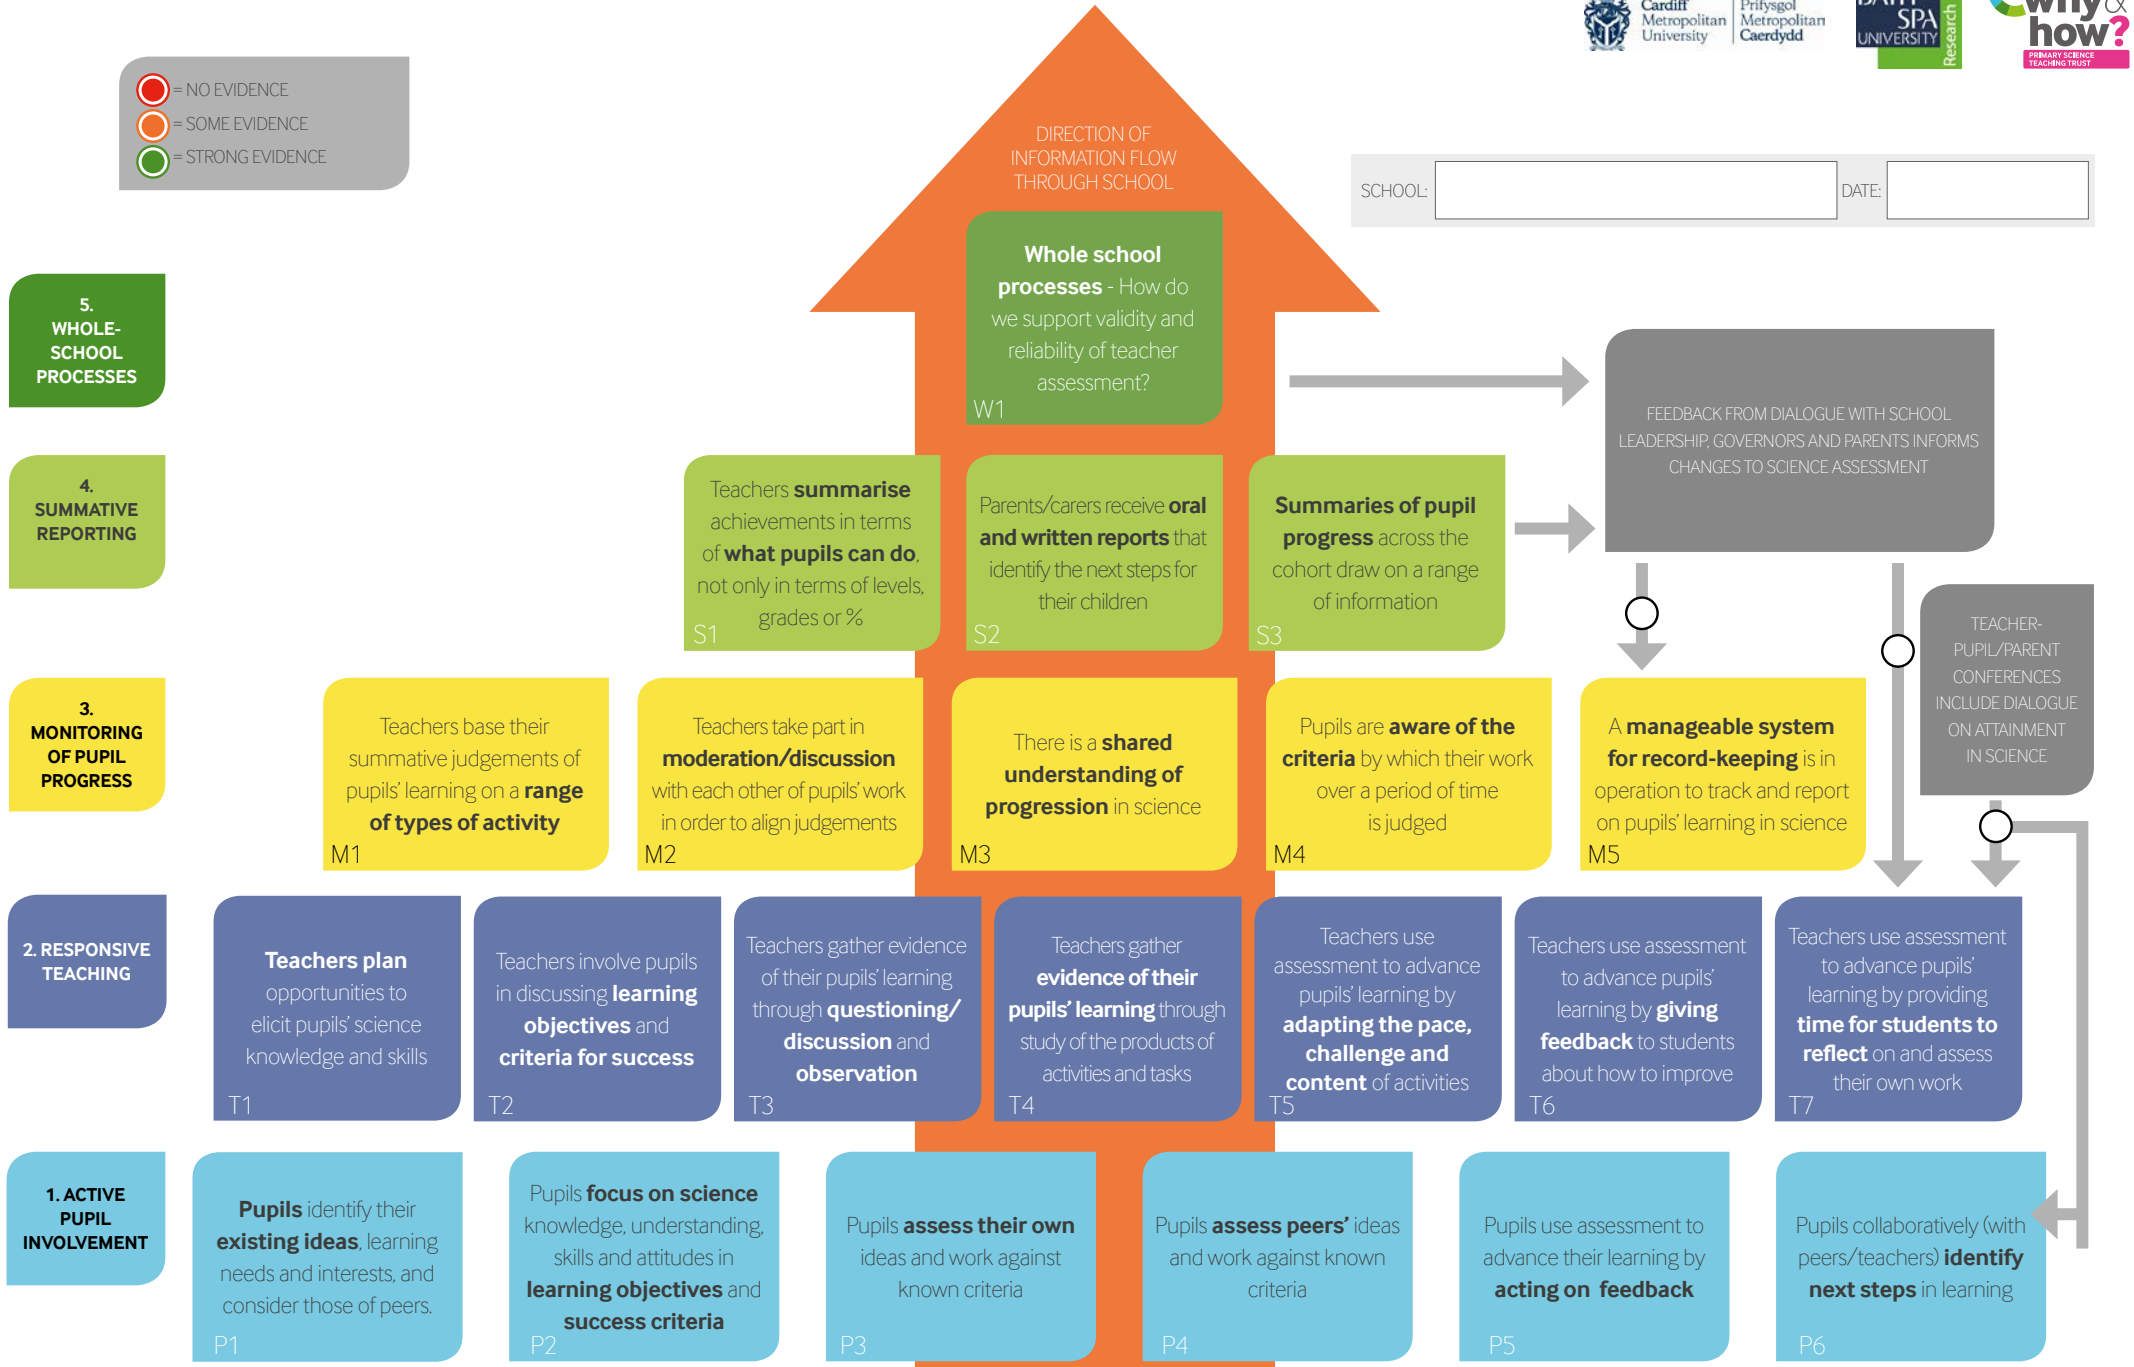 Cardiff
Metropolitan
University
Prifysgol
Metropolitan
Caerdydd
SPA
UNIVERSITY
Research
why&
how?
PRIMARY SCIENCE
TEACHING TRUST
= NO EVIDENCE
= SOME EVIDENCE
= STRONG EVIDENCE
DIRECTION OF
INFORMATION FLOW
THROUGH SCHOOL
SCHOOL:
DATE:
5.
WHOLE-
SCHOOL
PROCESSES
Whole school
processes - How do
we support validity and
reliability of teacher
assessment?
W1
FEEDBACK FROM DIALOGUE WITH SCHOOL
LEADERSHIP, GOVERNORS AND PARENTS INFORMS
CHANGES TO SCIENCE ASSESSMENT
4.
SUMMATIVE
REPORTING
Teachers summarise
achievements in terms
of what pupils can do,
not only in terms of levels,
grades or %
S1
Parents/carers receive oral
and written reports that
identify the next steps for
their children
S2
Summaries of pupil
progress across the
cohort draw on a range
of information
S3
TEACHER-
PUPIL/PARENT
CONFERENCES
INCLUDE DIALOGUE
ON ATTAINMENT
IN SCIENCE
3.
MONITORING
OF PUPIL
PROGRESS
Teachers base their
summative judgements of
pupils' learning on a range
of types of activity
M1
Teachers take part in
moderation/discussion
with each other of pupils' work
in order to align judgements
M2
There is a shared
understanding of
progression in science
M3
Pupils are aware of the
criteria by which their work
over a period of time
is judged
M4
A manageable system
for record-keeping is in
operation to track and report
on pupils' learning in science
M5
2. RESPONSIVE
TEACHING
Teachers plan
opportunities to
elicit pupils' science
knowledge and skills
T1
Teachers involve pupils
in discussing learning
objectives and
criteria for success
T2
Teachers gather evidence
of their pupils' learning
through questioning/
discussion and
observation
T3
Teachers gather
evidence of their
pupils' learning through
study of the products of
activities and tasks
T4
Teachers use
assessment to advance
pupils' learning by
adapting the pace,
challenge and
content of activities
T5
Teachers use assessment
to advance pupils'
learning by giving
feedback to students
about how to improve
T6
Teachers use assessment
to advance pupils'
learning by providing
time for students to
reflect on and assess
their own work
T7
1. ACTIVE
PUPIL
INVOLVEMENT
Pupils identify their
existing ideas, learning
needs and interests, and
consider those of peers.
P1
Pupils focus on science
knowledge, understanding,
skills and attitudes in
learning objectives and
success criteria
P2
Pupils assess their own
ideas and work against
known criteria
P3
Pupils assess peers' ideas
and work against known
criteria
P4
Pupils use assessment to
advance their learning by
acting on feedback
P5
Pupils collaboratively (with
peers/teachers) identify
next steps in learning
P6